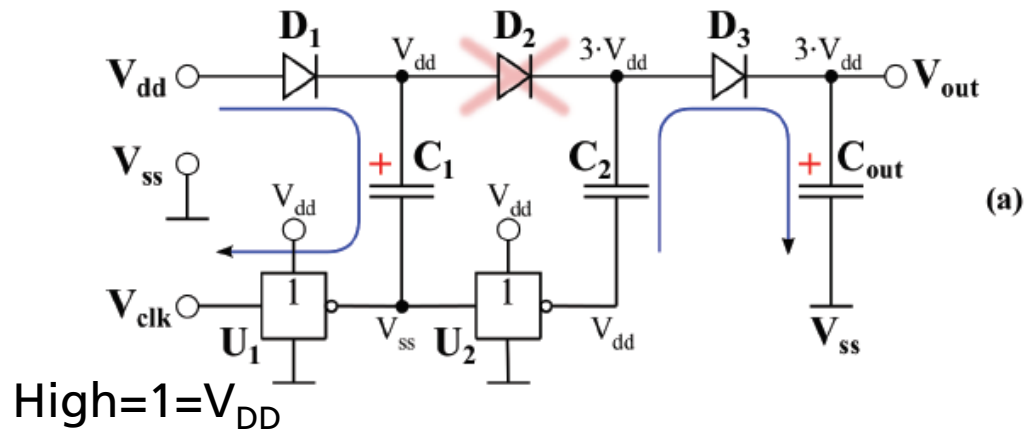 D1 D2 D3
Vdd Vdd 3·Vdd 3·Vdd Vout
Vss + C1 C2 + Cout (a)
Vdd Vdd
Vclk 1 1
U1 Vss U2 Vdd Vss
High=1=VDD